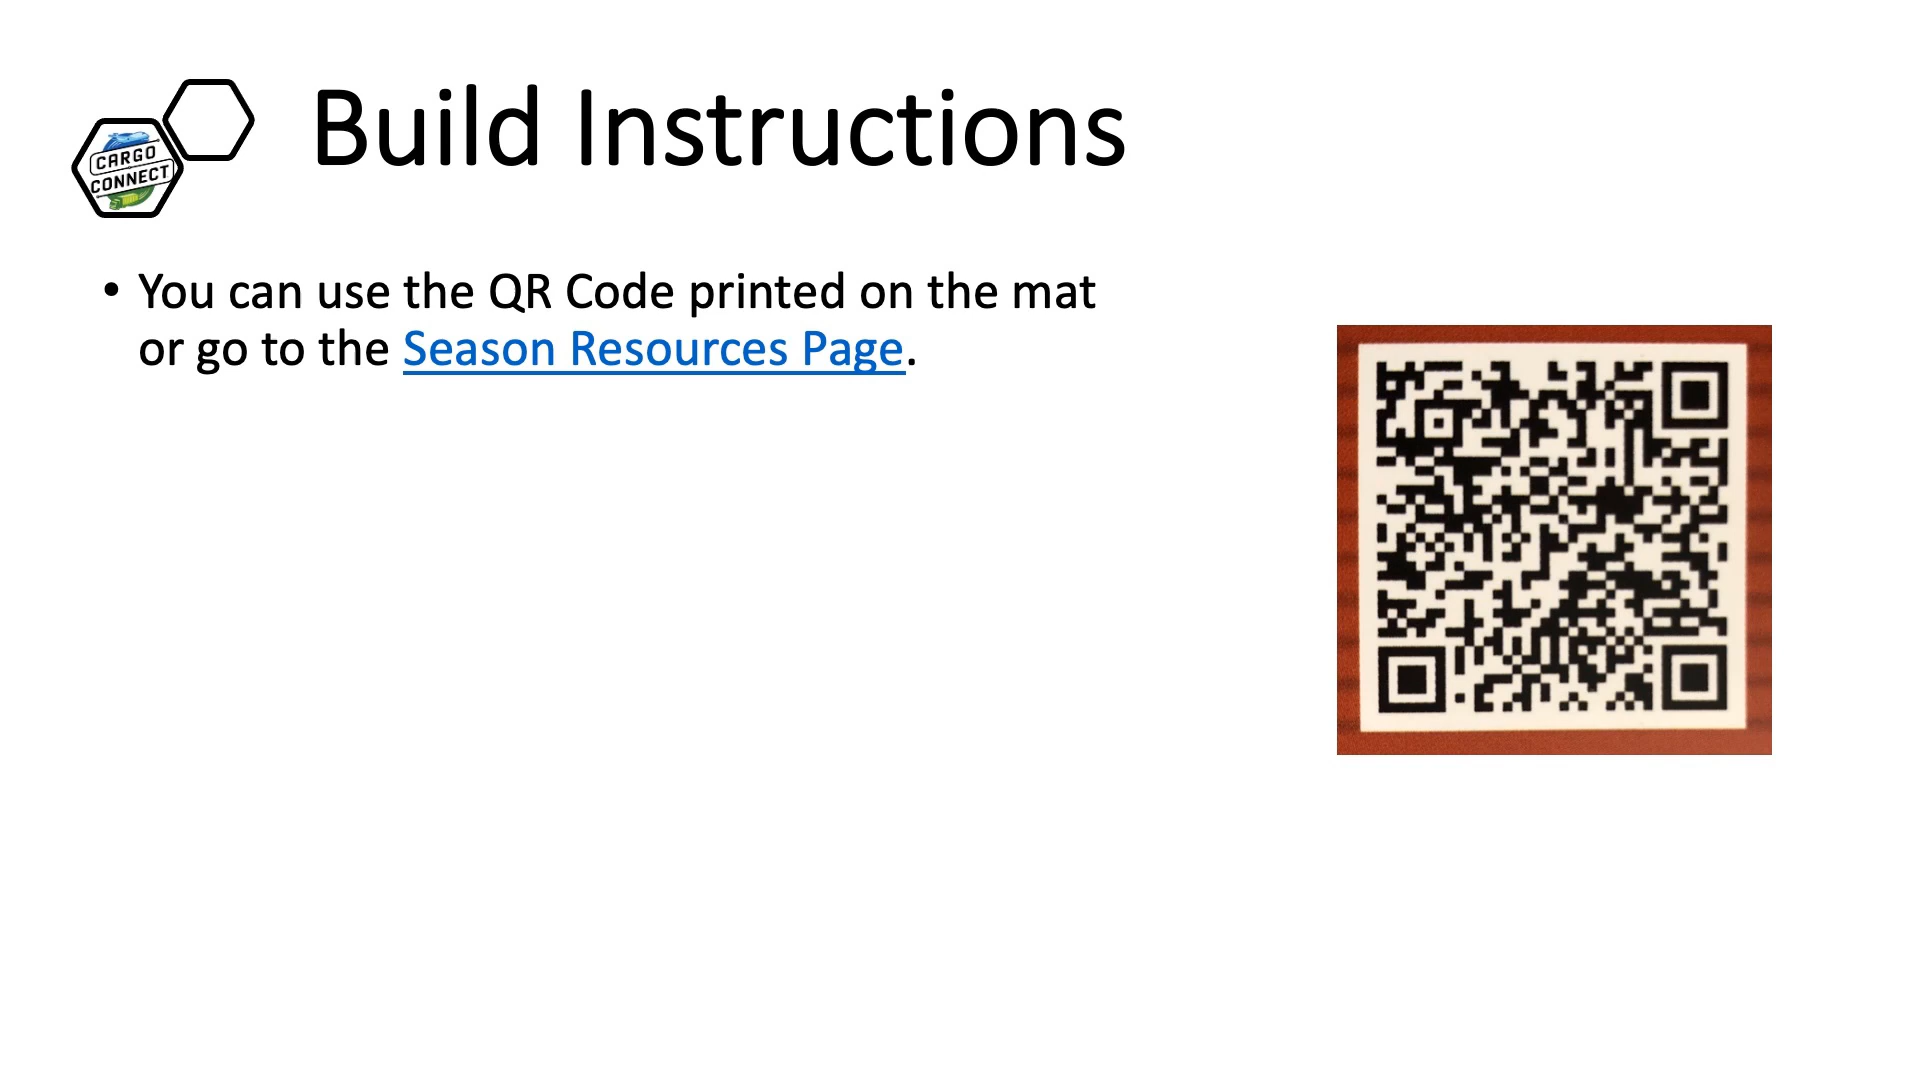 Build Instructions
CARGO
CONNECT
• You can use the QR Code printed on the mat
or go to the Season Resources Page.